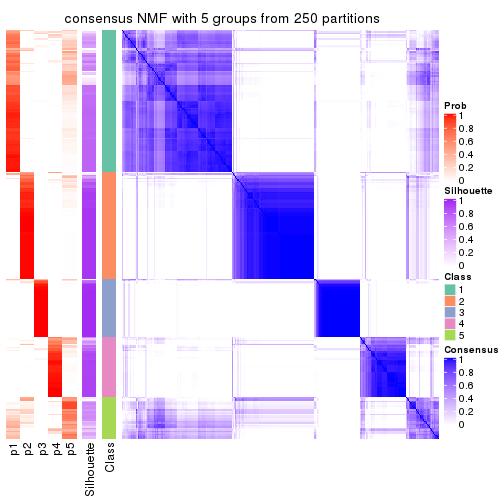 consensus NMF with 5 groups from 250 partitions
Prob
1
0.8
0.6
0.4
0.2
0
Silhouette
1
0.8
0.6
0.4
0.2
0
Class
1
2
3
4
5
Consensus
1
0.8
0.6
0.4
0.2
0
p1
p2
p3
p4
p5
Silhouette
Class